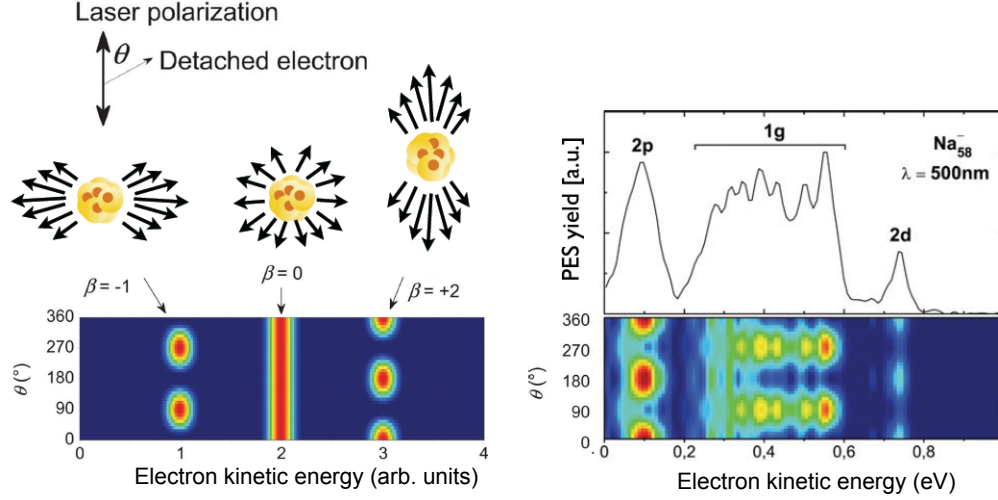 Laser polarization
θ
Detached electron
β = -1
β = 0
β = +2
360
270
180
90
0
θ (°)
0
1
2
3
4
Electron kinetic energy (arb. units)
2p
1g
2d
Na58⁻
λ = 500nm
PES yield [a.u.]
360
270
180
90
0
θ (°)
0
0,2
0,4
0,6
0,8
Electron kinetic energy (eV)